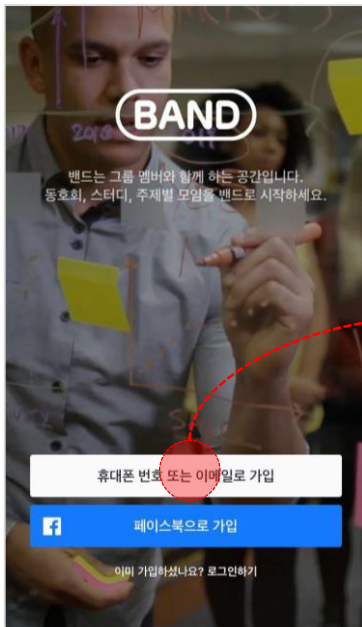 BAND
밴드는 그룹 멤버와 함께 하는 공간입니다.
동호회, 스터디, 주제별 모임을 밴드로 시작하세요.
휴대폰 번호 또는 이메일로 가입
페이스북으로 가입
이미 가입하셨나요? 로그인하기